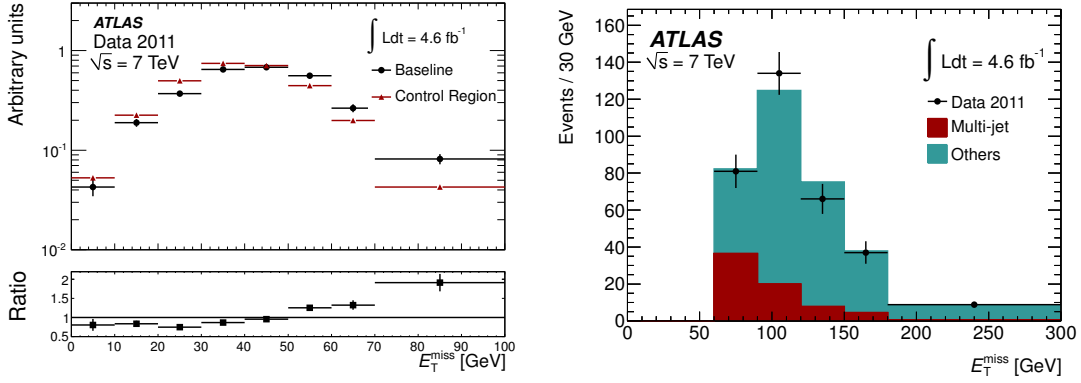 ATLAS
Data 2011
√s = 7 TeV
∫ Ldt = 4.6 fb⁻¹
Baseline
Control Region
Arbitrary units
1
10⁻¹
10⁻²
Ratio
2
1.5
1
0.5
0 10 20 30 40 50 60 70 80 90 100
E_T^miss [GeV]
ATLAS
√s = 7 TeV
∫ Ldt = 4.6 fb⁻¹
Data 2011
Multi-jet
Others
Events / 30 GeV
160
140
120
100
80
60
40
20
0
0 50 100 150 200 250 300
E_T^miss [GeV]